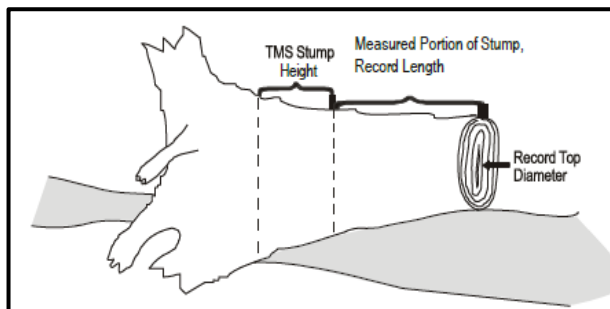 TMS Stump
Height
Measured Portion of Stump,
Record Length
Record Top
Diameter